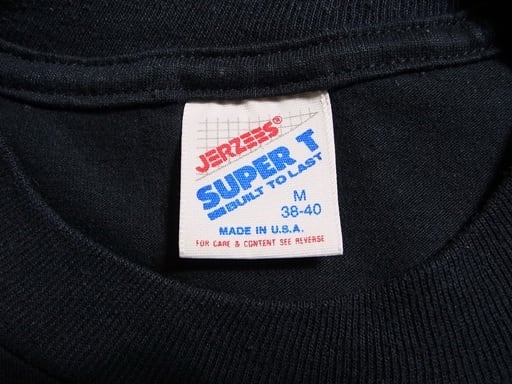 JERZEES®
SUPER T
BUILT TO LAST
M
38-40
MADE IN U.S.A.
FOR CARE & CONTENT SEE REVERSE